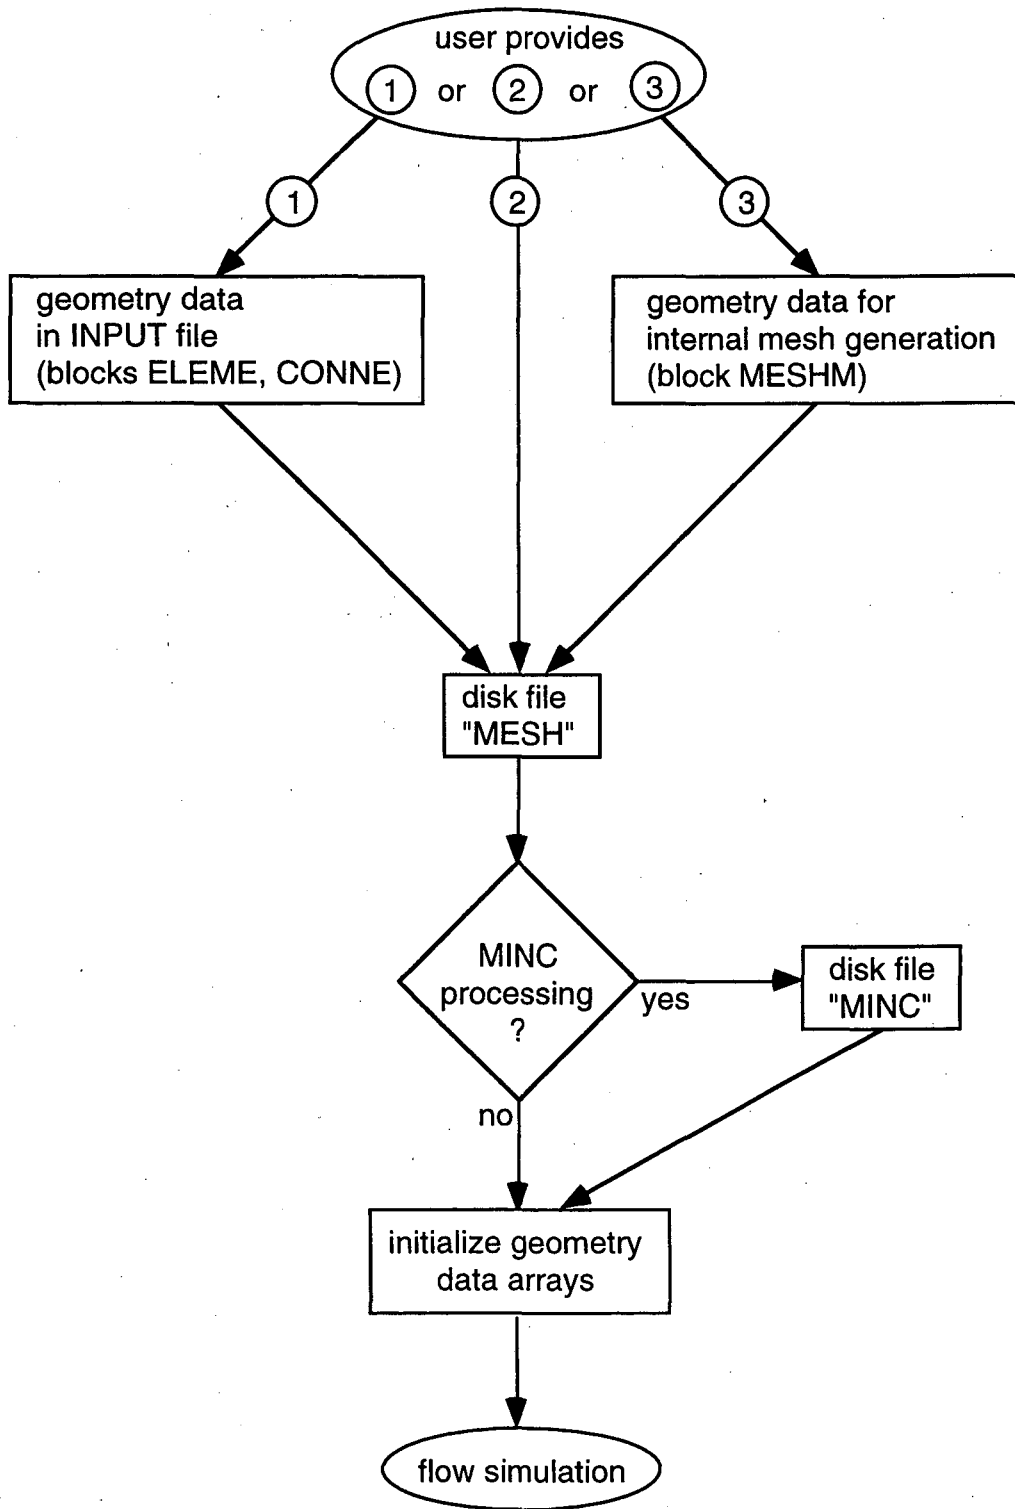 user provides
1 or 2 or 3
1
2
3
geometry data
in INPUT file
(blocks ELEME, CONNE)
geometry data for
internal mesh generation
(block MESHM)
disk file
"MESH"
MINC
processing
?
yes
disk file
"MINC"
no
initialize geometry
data arrays
flow simulation